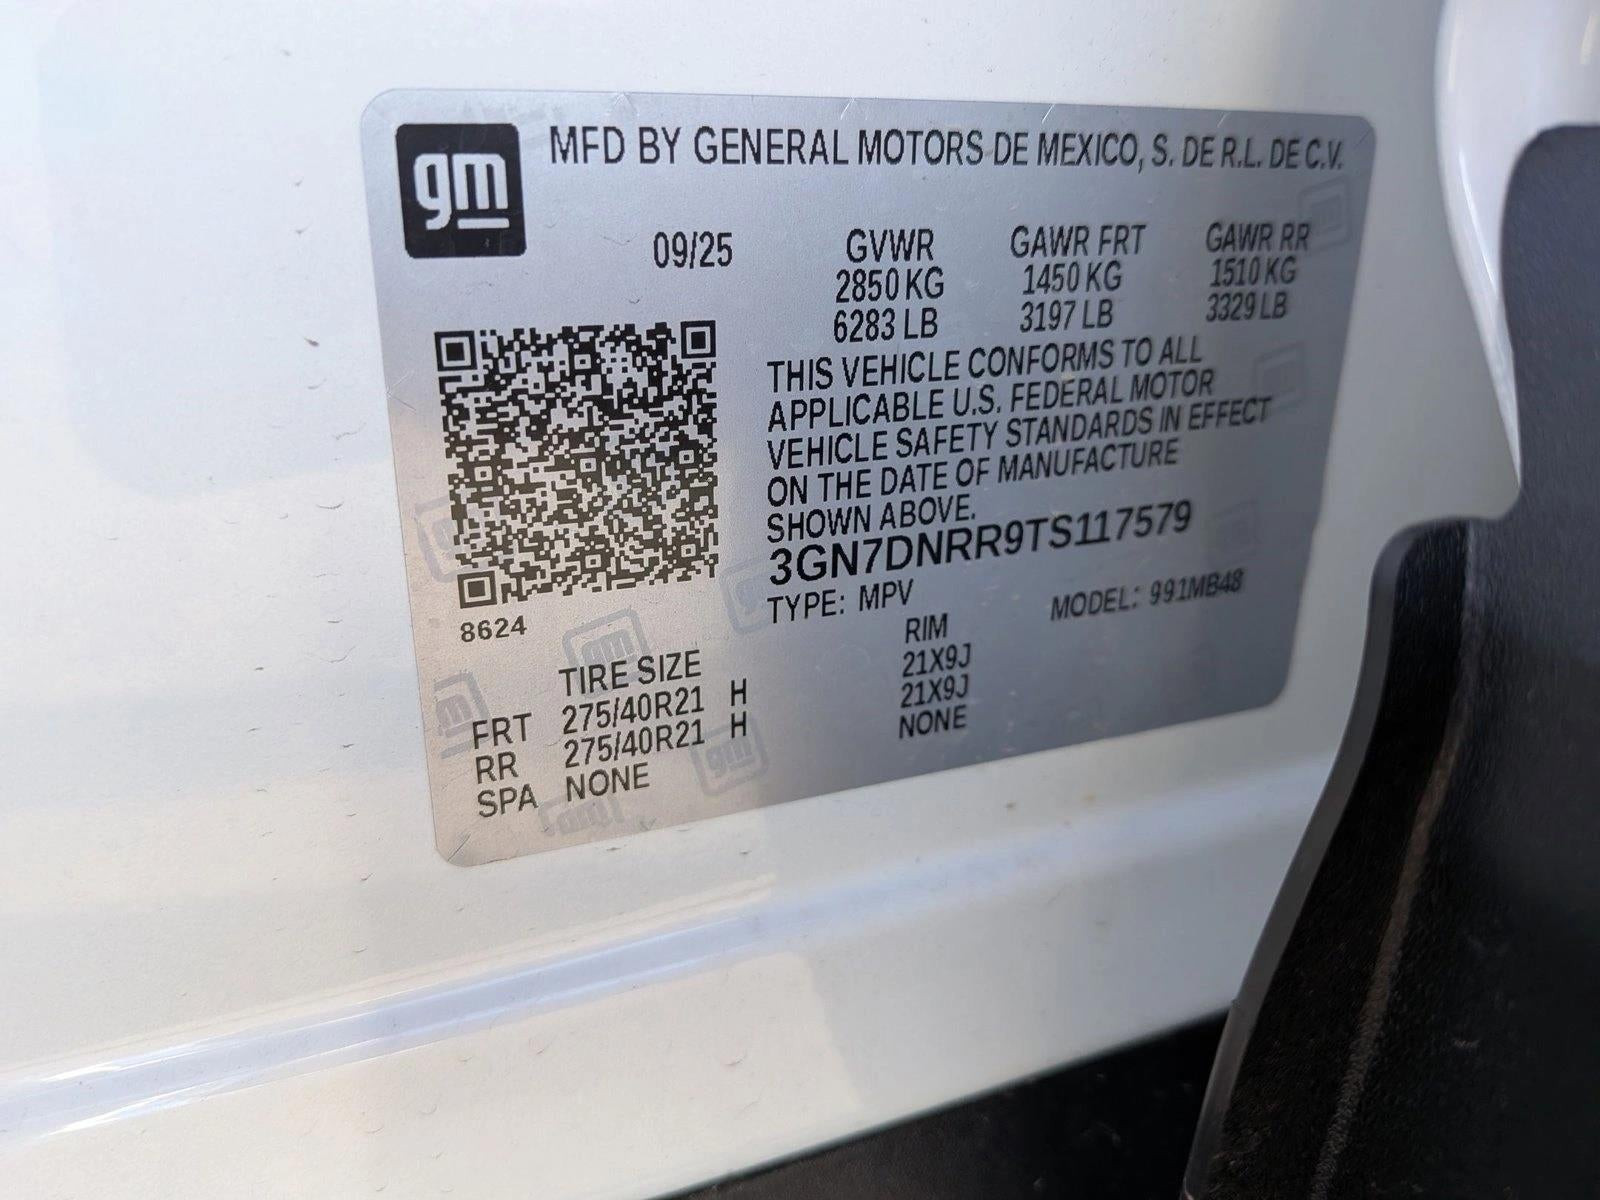 gm
MFD BY GENERAL MOTORS DE MEXICO, S. DE R.L. DE C.V.
09/25 GVWR GAWR FRT GAWR RR
2850 KG 1450 KG 1510 KG
6283 LB 3197 LB 3329 LB
THIS VEHICLE CONFORMS TO ALL
APPLICABLE U.S. FEDERAL MOTOR
VEHICLE SAFETY STANDARDS IN EFFECT
ON THE DATE OF MANUFACTURE
SHOWN ABOVE.
3GN7DNRR9TS117579
TYPE: MPV MODEL: 991MB48
8624
TIRE SIZE RIM
FRT 275/40R21 H 21X9J
RR 275/40R21 H 21X9J
SPA NONE NONE